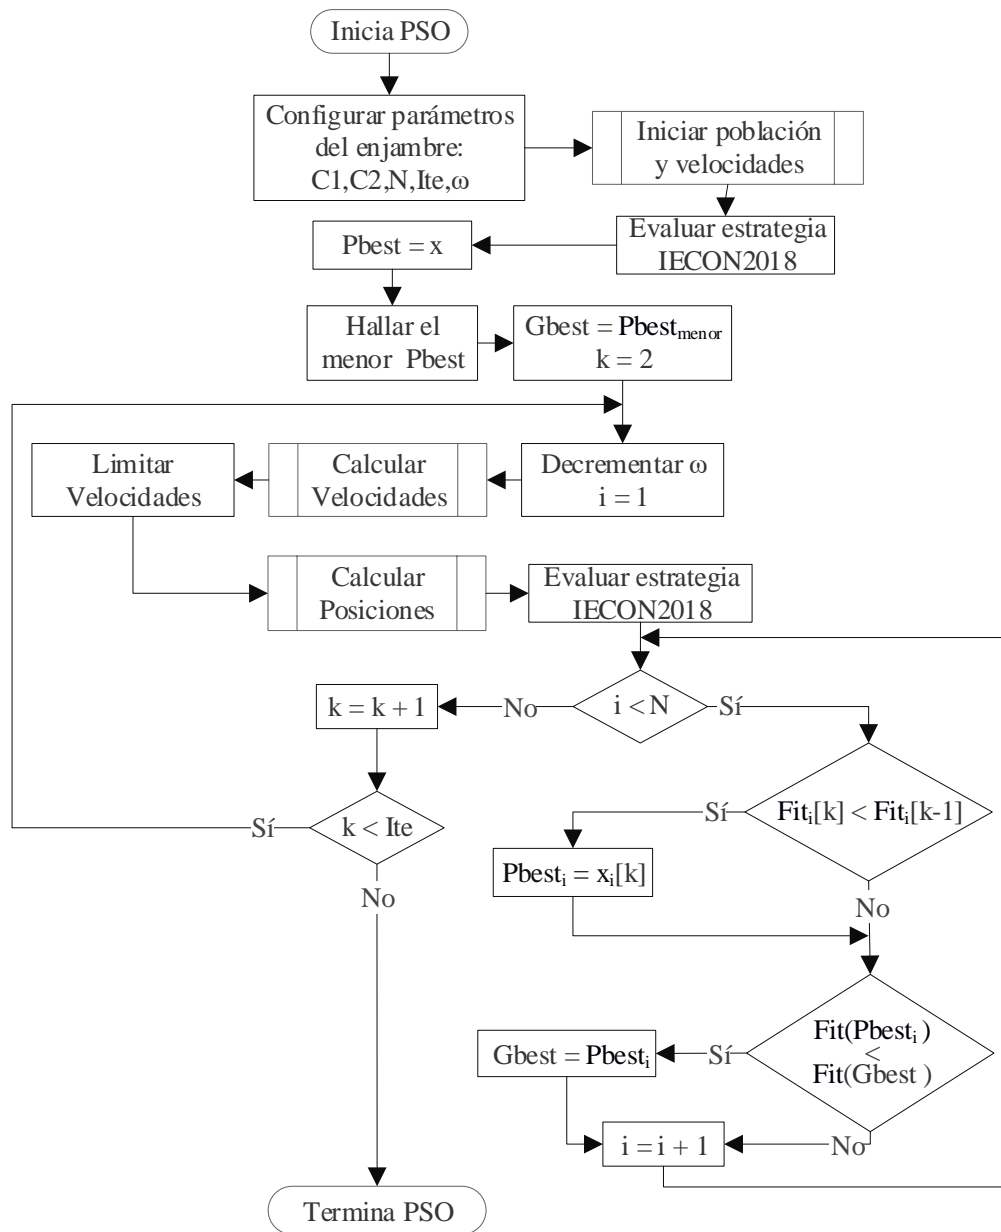 Inicia PSO
Configurar parámetros
del enjambre:
C1,C2,N,Ite,ω
Iniciar población
y velocidades
Evaluar estrategia
IECON2018
Pbest = x
Hallar el
menor Pbest
Gbest = Pbestmenor
k = 2
Decrementar ω
i = 1
Calcular
Velocidades
Limitar
Velocidades
Calcular
Posiciones
Evaluar estrategia
IECON2018
i < N
No
Sí
k = k + 1
k < Ite
Sí
No
Fiti[k] < Fiti[k-1]
Sí
No
Pbesti = xi[k]
Fit(Pbesti )
<
Fit(Gbest )
Sí
No
Gbest = Pbesti
i = i + 1
Termina PSO